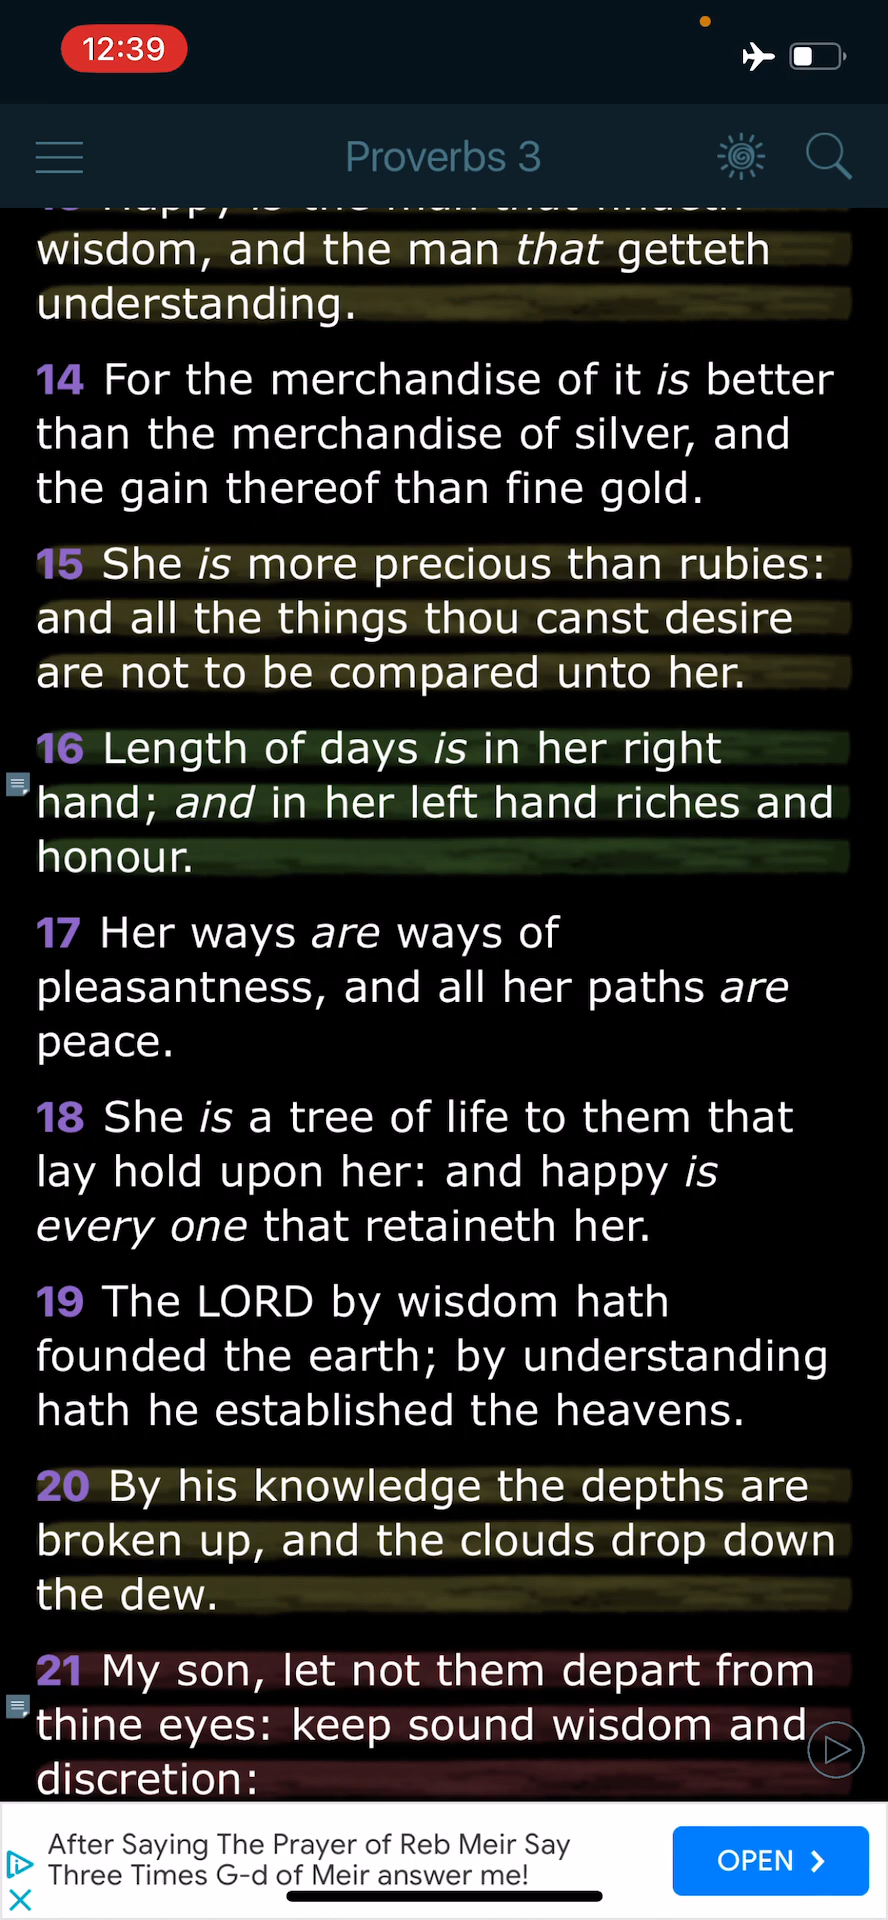 12:39
Proverbs 3
wisdom, and the man that getteth
understanding.
14 For the merchandise of it is better
than the merchandise of silver, and
the gain thereof than fine gold.
15 She is more precious than rubies:
and all the things thou canst desire
are not to be compared unto her.
16 Length of days is in her right
hand; and in her left hand riches and
honour.
17 Her ways are ways of
pleasantness, and all her paths are
peace.
18 She is a tree of life to them that
lay hold upon her: and happy is
every one that retaineth her.
19 The LORD by wisdom hath
founded the earth; by understanding
hath he established the heavens.
20 By his knowledge the depths are
broken up, and the clouds drop down
the dew.
21 My son, let not them depart from
thine eyes: keep sound wisdom and
discretion:
After Saying The Prayer of Reb Meir Say
Three Times G-d of Meir answer me!
OPEN